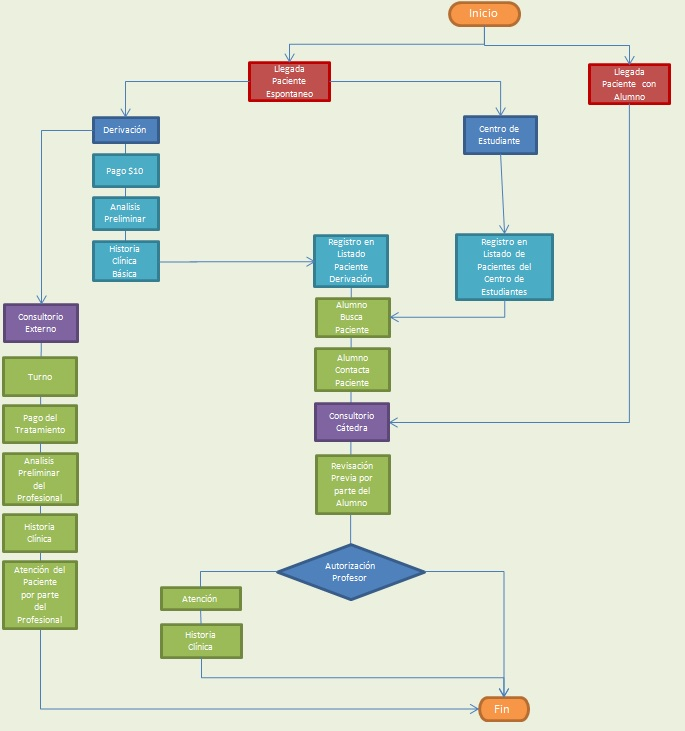 Inicio
Llegada
Paciente
Espontaneo
Llegada
Paciente con
Alumno
Derivación
Centro de
Estudiante
Pago $10
Analisis
Preliminar
Historia
Clínica
Básica
Registro en
Listado
Paciente
Derivación
Registro en
Listado de
Pacientes del
Centro de
Estudiantes
Consultorio
Externo
Alumno
Busca
Paciente
Turno
Alumno
Contacta
Paciente
Pago del
Tratamiento
Consultorio
Cátedra
Analisis
Preliminar
del
Profesional
Revisación
Previa por
parte del
Alumno
Historia
Clínica
Atención del
Paciente
por parte
del
Profesional
Autorización
Profesor
Atención
Historia
Clínica
Fin